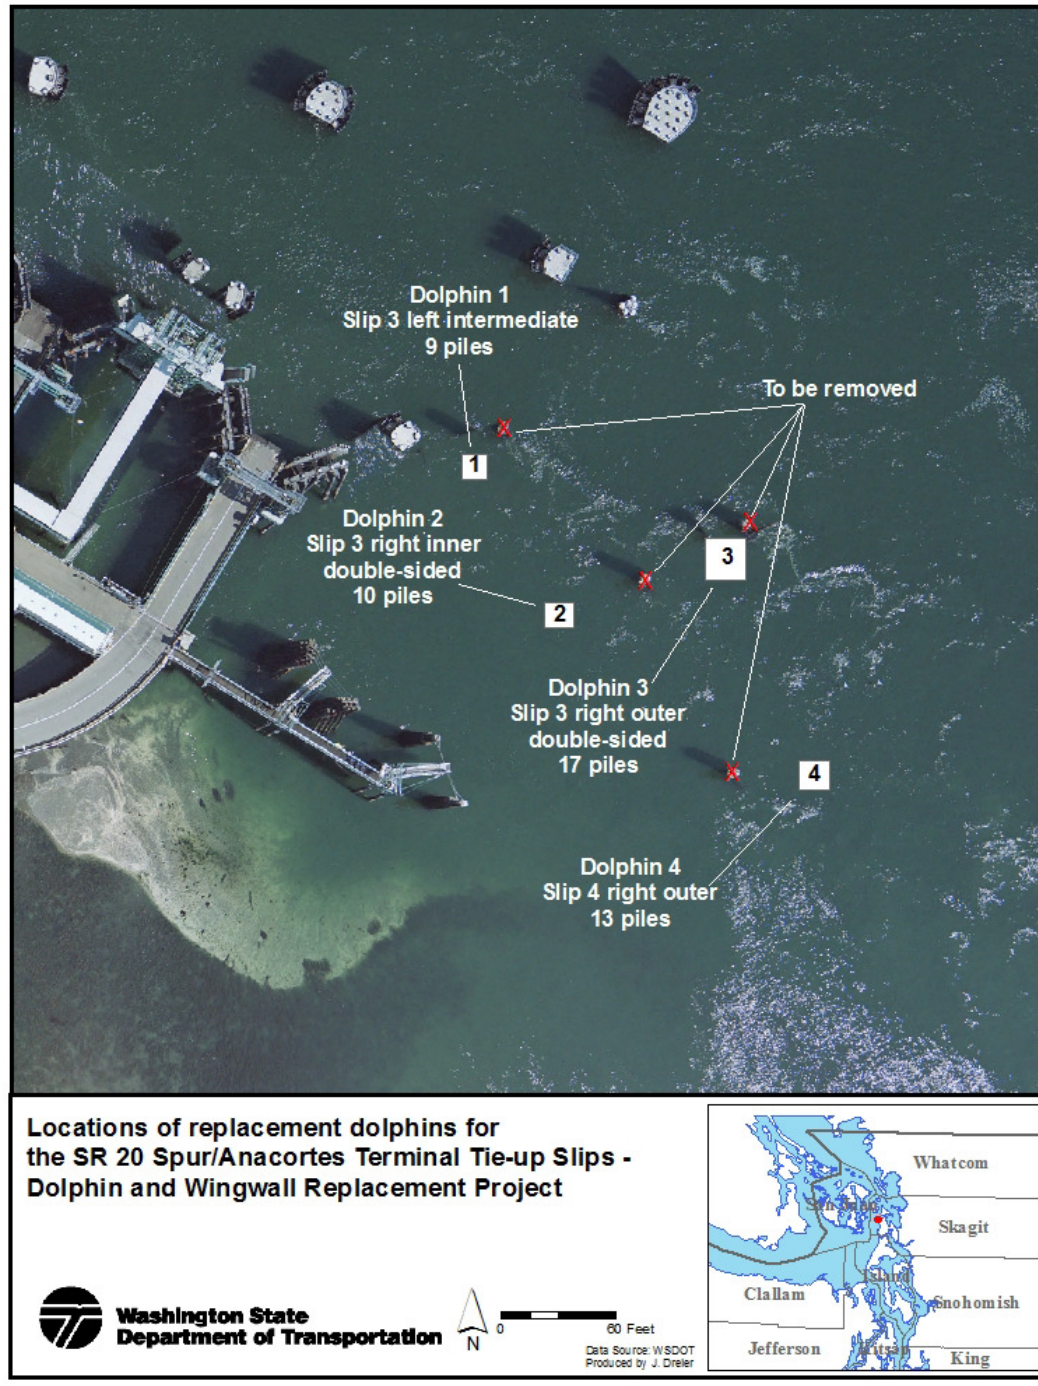 Dolphin 1
Slip 3 left intermediate
9 piles
To be removed
1
Dolphin 2
Slip 3 right inner
double-sided
10 piles
3
2
Dolphin 3
Slip 3 right outer
double-sided
17 piles
4
Dolphin 4
Slip 4 right outer
13 piles
Locations of replacement dolphins for
the SR 20 Spur/Anacortes Terminal Tie-up Slips -
Dolphin and Wingwall Replacement Project
Washington State
Department of Transportation
N
0 60 Feet
Data Source: WSDOT
Produced by J. Dreier
Whatcom
San Juan
Skagit
Island
Clallam
Snohomish
Jefferson
Kitsap
King